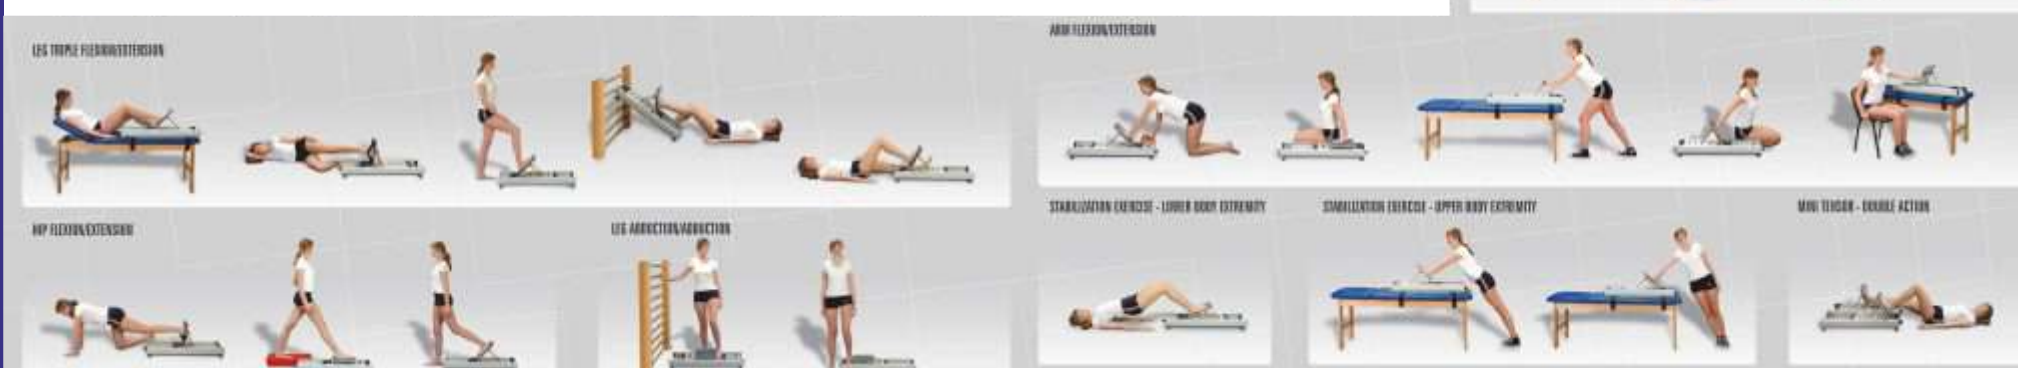 LEG TRIPLE FLEXION/EXTENSION
ARM FLEXION/EXTENSION
HIP FLEXION/EXTENSION
LEG ABDUCTION/ADDUCTION
STABILIZATION EXERCISE - LOWER BODY EXTREMITY
STABILIZATION EXERCISE - UPPER BODY EXTREMITY
MINI TENSOR - DOUBLE ACTION